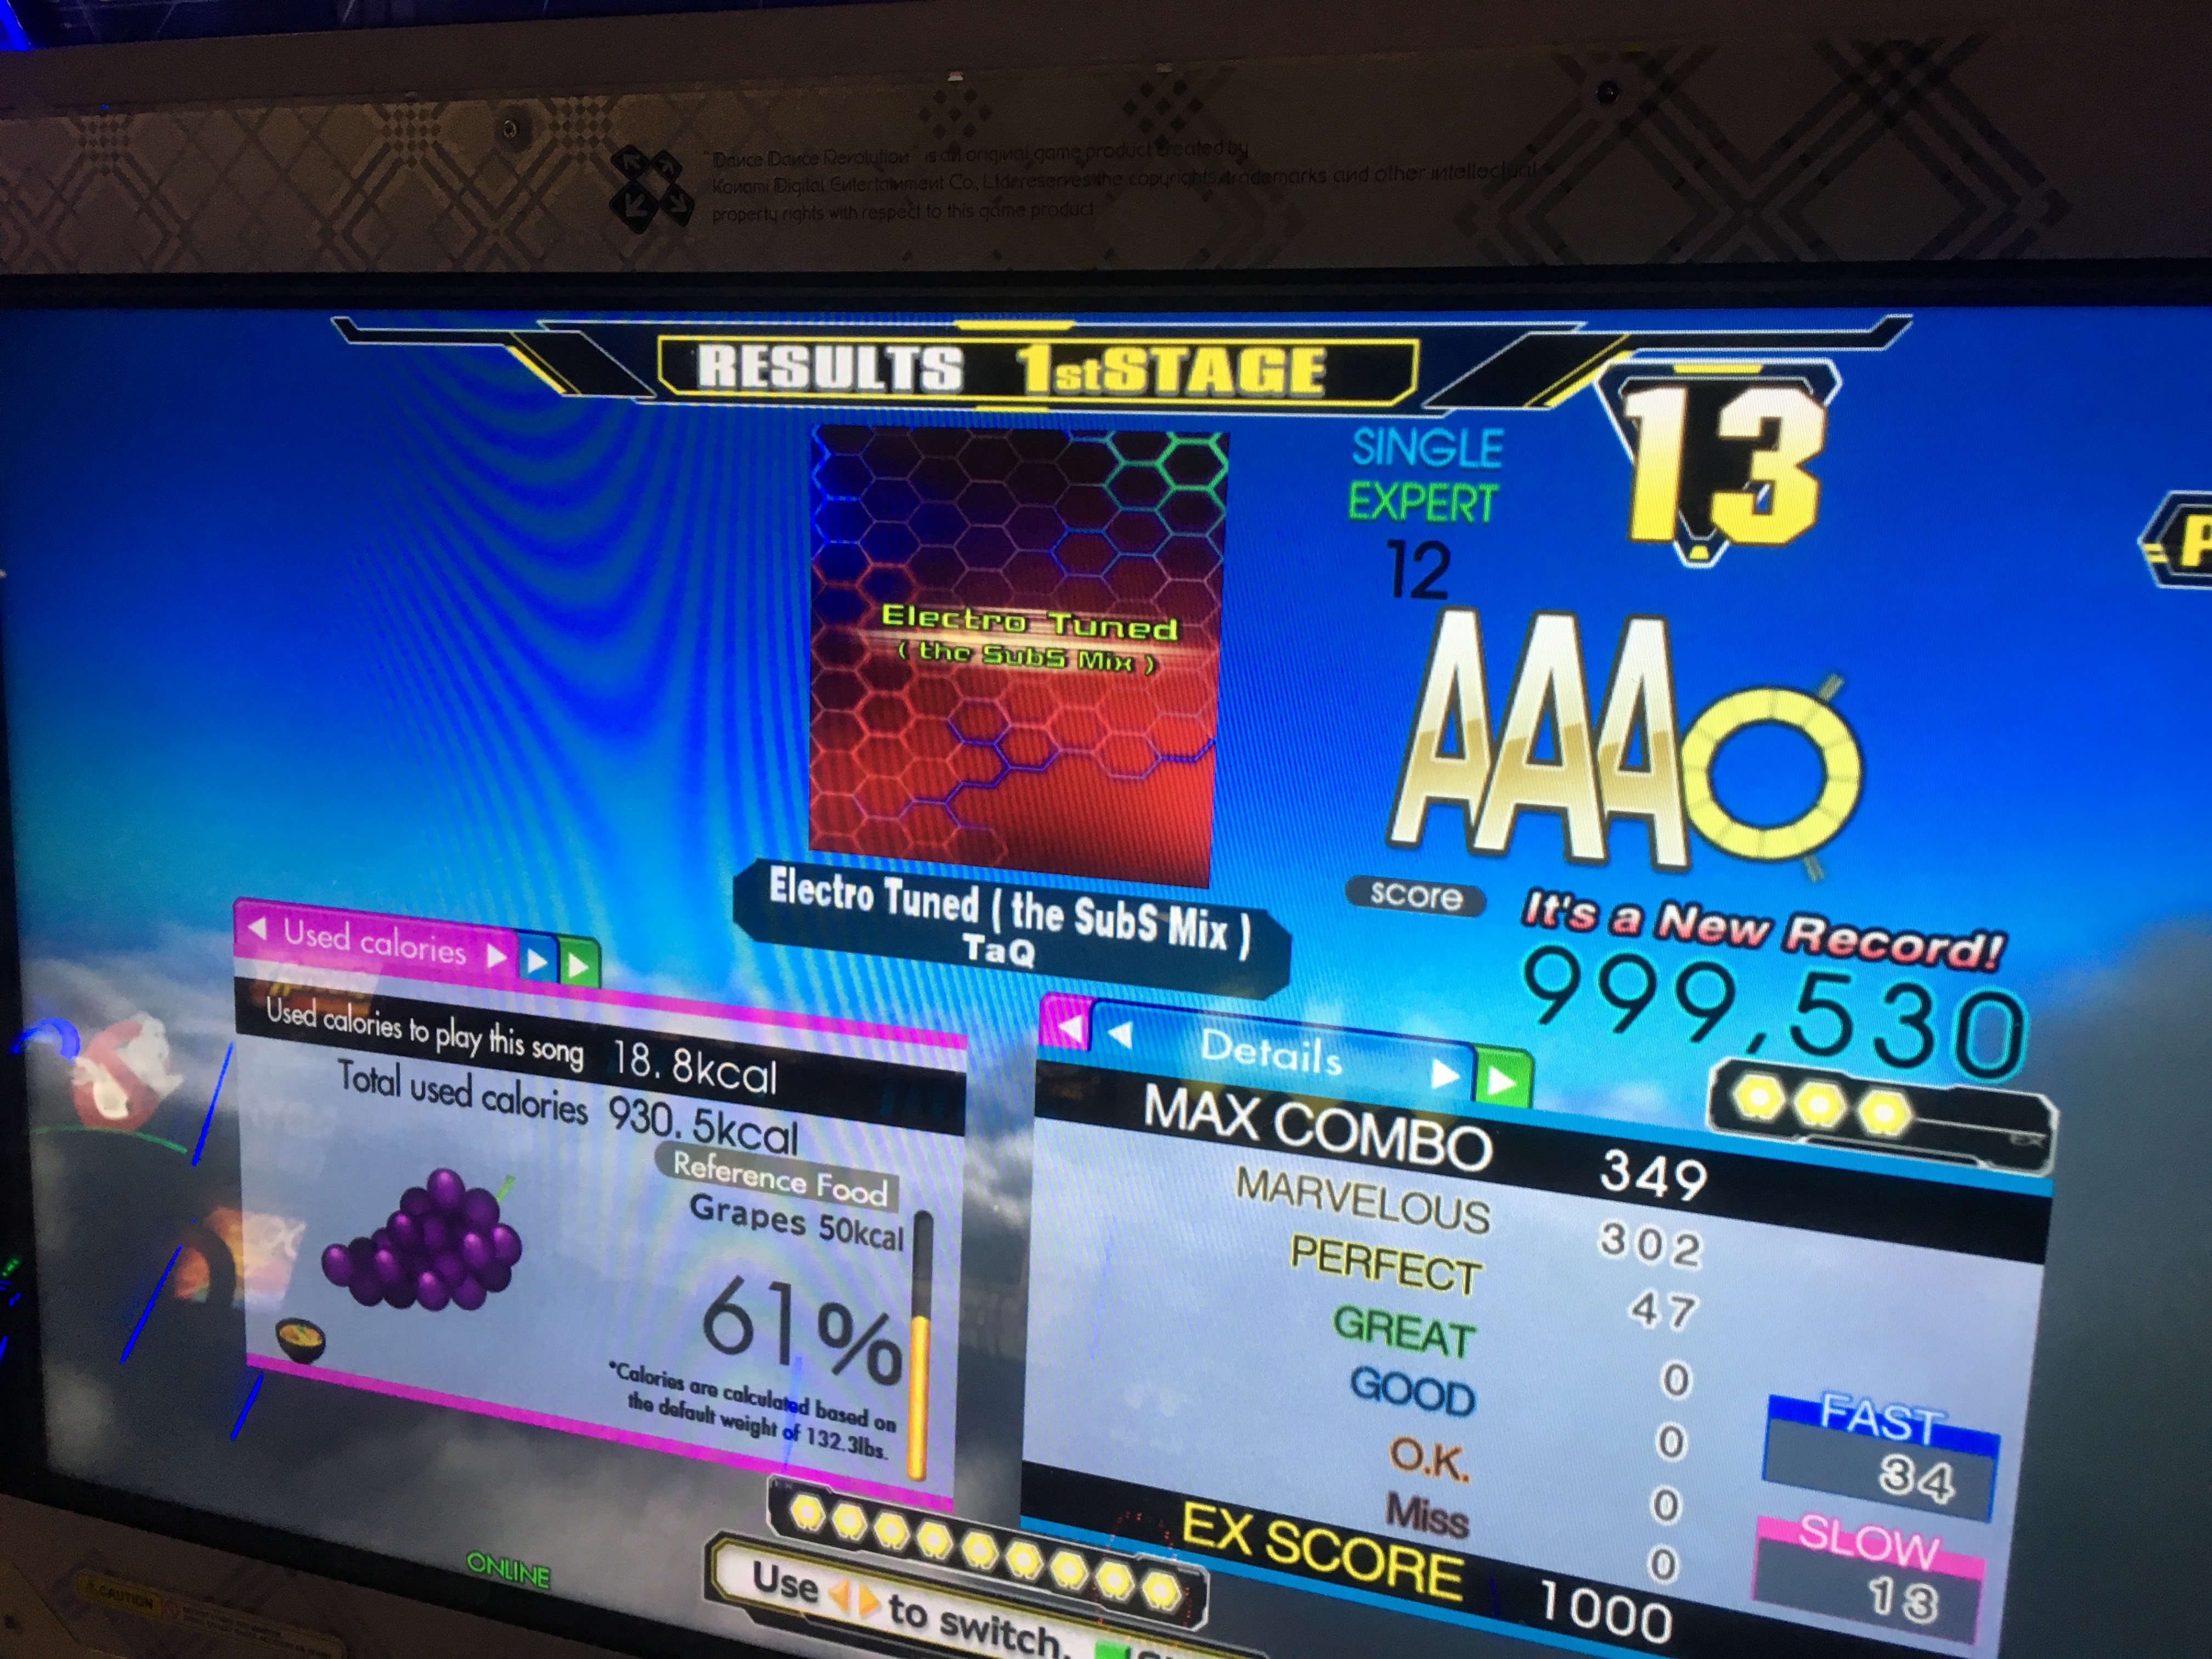 "Dance Dance Revolution" is an original game product created by
Konami Digital Entertainment Co., Ltd. reserves the copyrights, trademarks and other intellectual
property rights with respect to this game product.
RESULTS 1stSTAGE
13
SINGLE
EXPERT
12
Electro Tuned
( the SubS Mix )
AAA
Electro Tuned ( the SubS Mix )
TaQ
score
It's a New Record!
999,530
Used calories
Used calories to play this song 18.8kcal
Total used calories 930.5kcal
Reference Food
Grapes 50kcal
61%
*Calories are calculated based on
the default weight of 132.3lbs.
Details
EX
MAX COMBO 349
MARVELOUS 302
PERFECT 47
GREAT 0
GOOD 0
O.K. 0
Miss 0
EX SCORE 1000
FAST
34
SLOW
13
ONLINE
Use ◀▶ to switch.
CAUTION